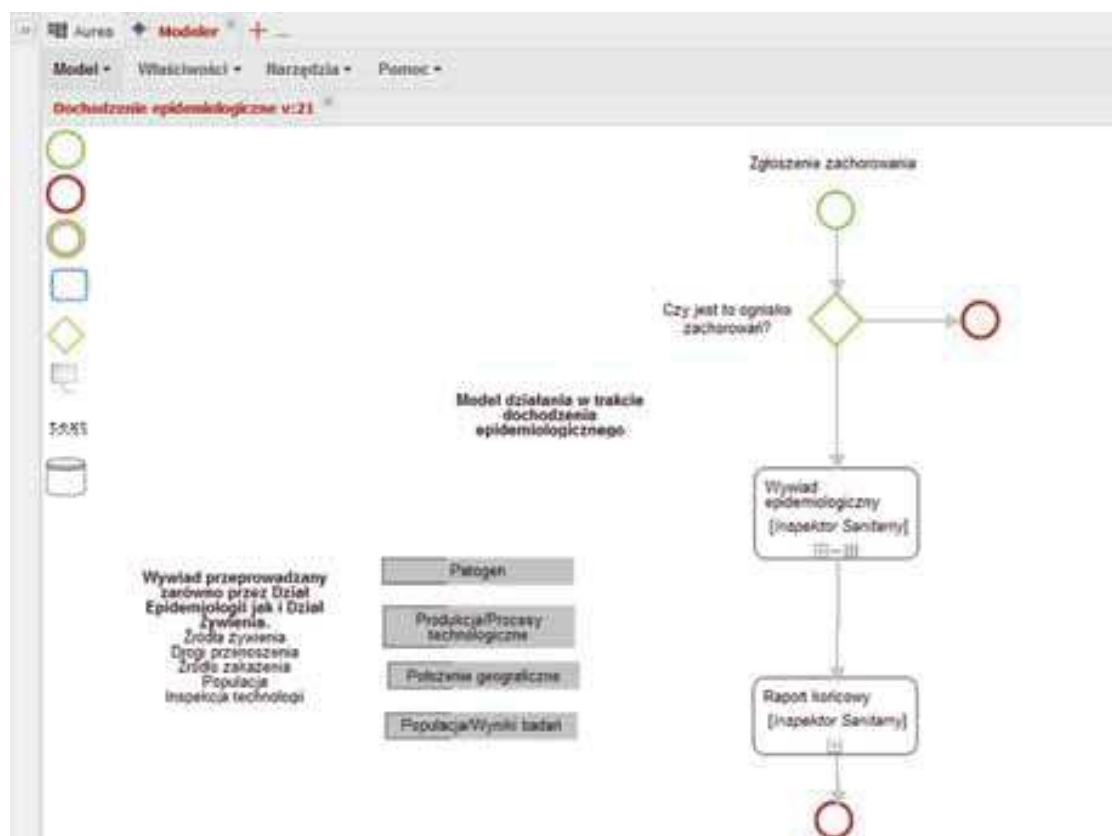 Aurea Modeler
Model Właściwości Narzędzia Pomoc
Dochodzenie epidemiologiczne v:21
Zgłoszenie zachorowania
Czy jest to ognisko
zachorowań?
Model działania w trakcie
dochodzenia
epidemiologicznego
Wywiad
epidemiologiczny
[Inspektor Sanitarny]
Wywiad przeprowadzany
zarówno przez Dział
Epidemiologii jak i Dział
Żywienia.
Źródła żywienia
Drogi przenoszenia
Źródło zakażenia
Populacja
Inspekcja technologii
Patogen
Produkcja/Procesy
technologiczne
Położenie geograficzne
Populacja/Wyniki badań
Raport końcowy
[Inspektor Sanitarny]